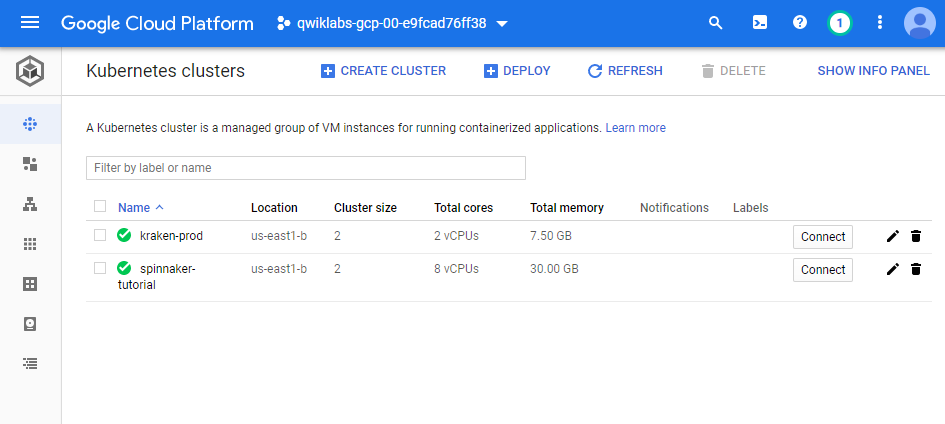 Google Cloud Platform qwiklabs-gcp-00-e9fcad76ff38 1
Kubernetes clusters CREATE CLUSTER DEPLOY REFRESH DELETE SHOW INFO PANEL
A Kubernetes cluster is a managed group of VM instances for running containerized applications. Learn more
Filter by label or name
Name Location Cluster size Total cores Total memory Notifications Labels
kraken-prod us-east1-b 2 2 vCPUs 7.50 GB Connect
spinnaker- us-east1-b 2 8 vCPUs 30.00 GB Connect
tutorial